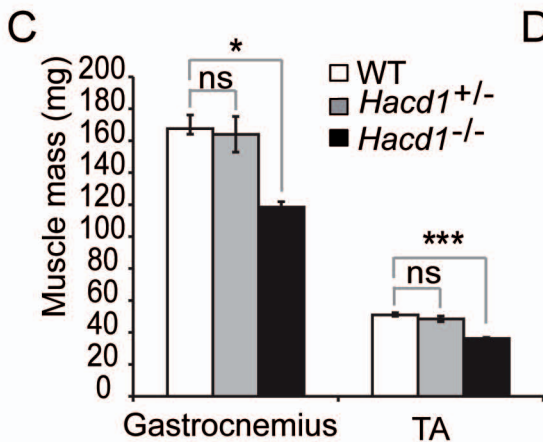 C
D
*
ns
WT
Hacd1+/-
Hacd1-/-
Muscle mass (mg)
200
180
160
140
120
100
80
60
40
20
0
***
ns
Gastrocnemius
TA